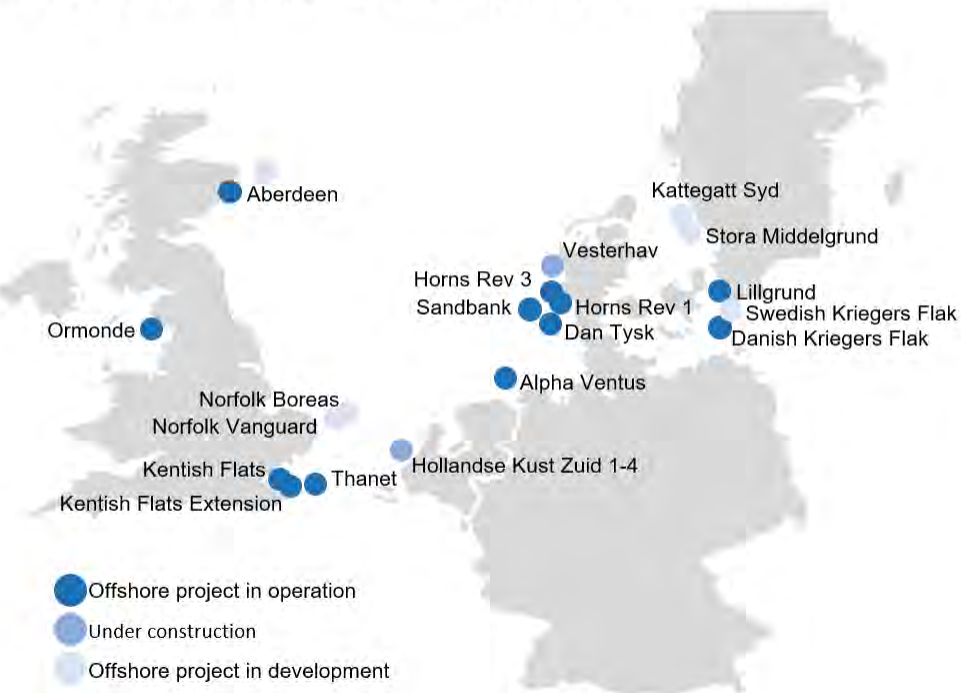 Kattegatt Syd
Aberdeen
Stora Middelgrund
Vesterhav
Horns Rev 3
Lillgrund
Sandbank
Horns Rev 1
Swedish Kriegers Flak
Ormonde
Dan Tysk
Danish Kriegers Flak
Alpha Ventus
Norfolk Boreas
Norfolk Vanguard
Hollandse Kust Zuid 1-4
Kentish Flats
Thanet
Kentish Flats Extension
Offshore project in operation
Under construction
Offshore project in development